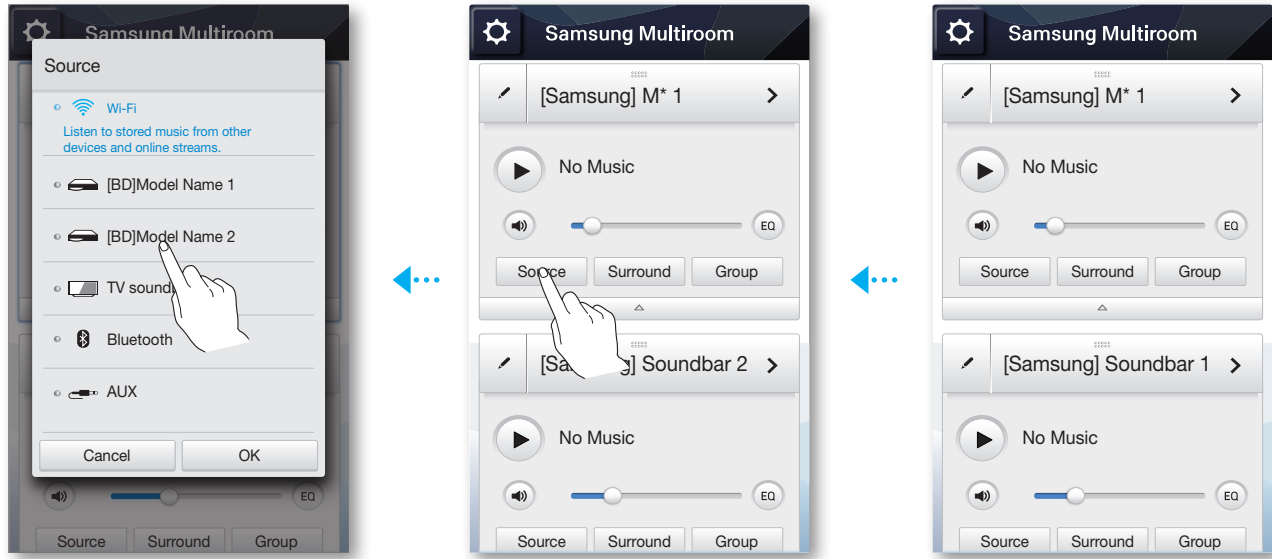 Samsung Multiroom
Source
Wi-Fi
Listen to stored music from other
devices and online streams.
[BD]Model Name 1
[BD]Model Name 2
TV
Bluetooth
AUX
Cancel OK
EQ
Source Surround Group
Samsung Multiroom
[Samsung] M* 1
No Music
EQ
Source Surround Group
[Samsung] Soundbar 2
No Music
EQ
Source Surround Group
Samsung Multiroom
[Samsung] M* 1
No Music
EQ
Source Surround Group
[Samsung] Soundbar 1
No Music
EQ
Source Surround Group